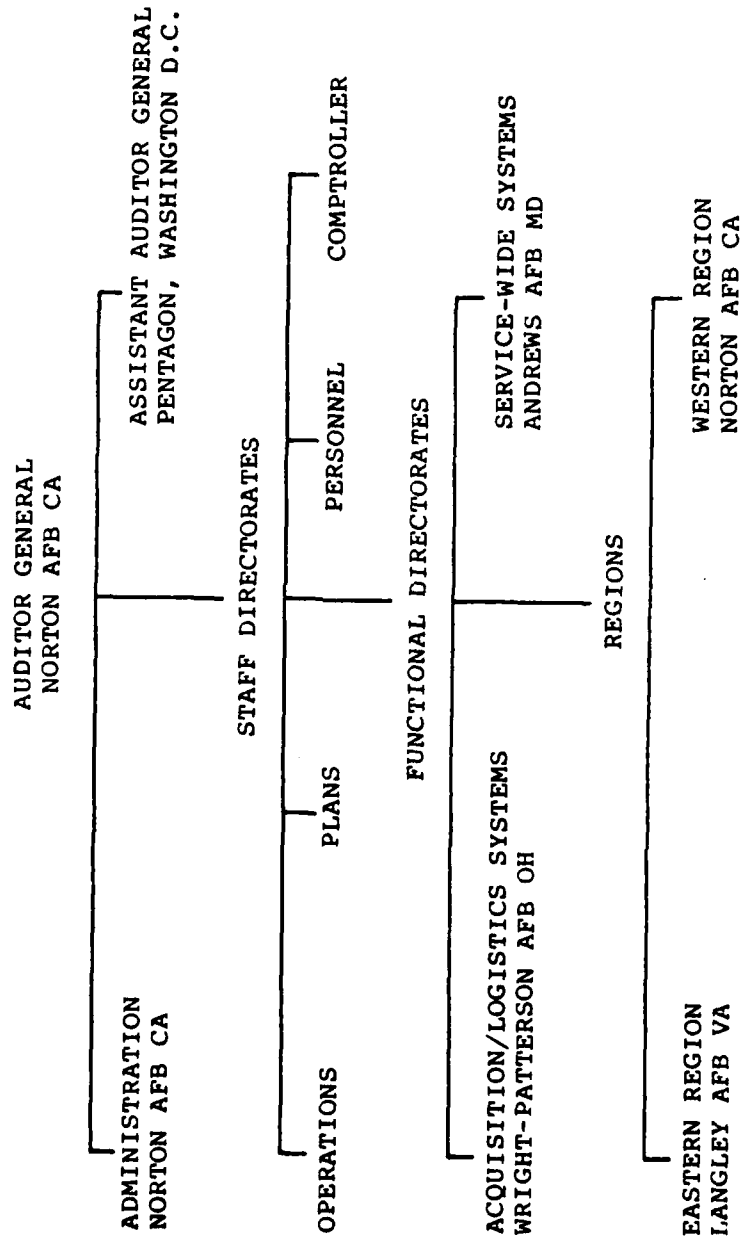 AUDITOR GENERAL
NORTON AFB CA
ADMINISTRATION
NORTON AFB CA
ASSISTANT AUDITOR GENERAL
PENTAGON, WASHINGTON D.C.
STAFF DIRECTORATES
OPERATIONS
PLANS
PERSONNEL
COMPTROLLER
FUNCTIONAL DIRECTORATES
ACQUISITION/LOGISTICS SYSTEMS
WRIGHT-PATTERSON AFB OH
SERVICE-WIDE SYSTEMS
ANDREWS AFB MD
REGIONS
EASTERN REGION
LANGLEY AFB VA
WESTERN REGION
NORTON AFB CA